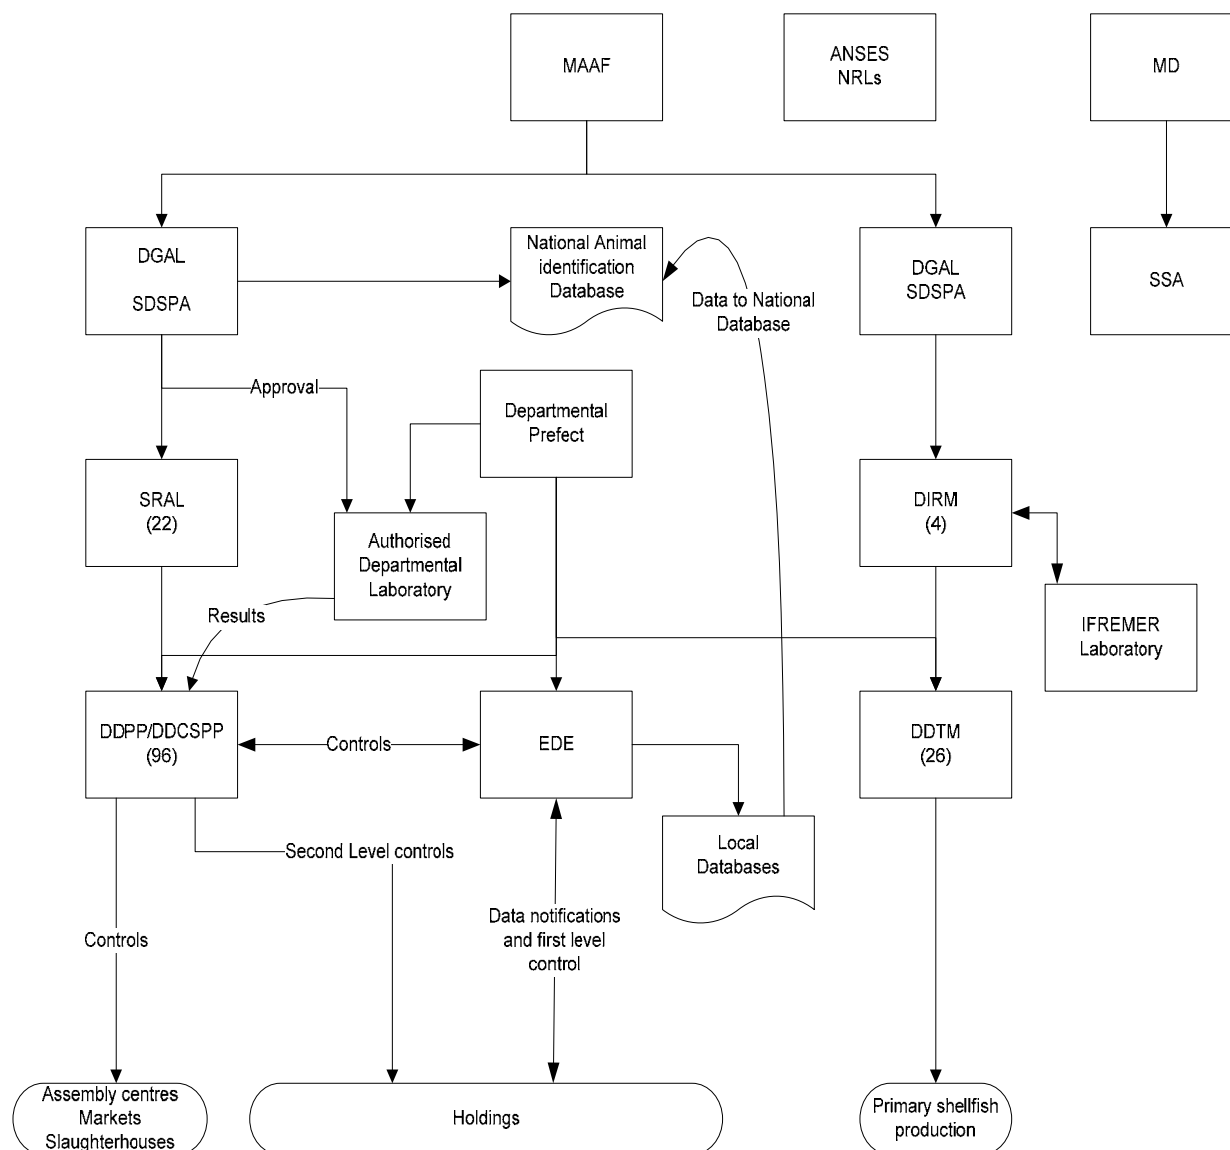 MAAF
ANSES
NRLs
MD
DGAL
SDSPA
National Animal
identification
Database
Data to National
Database
DGAL
SDSPA
SSA
Approval
Departmental
Prefect
SRAL
(22)
Authorised
Departmental
Laboratory
DIRM
(4)
Results
IFREMER
Laboratory
DDPP/DDCSPP
(96)
Controls
EDE
DDTM
(26)
Second Level controls
Local
Databases
Controls
Data notifications
and first level
control
Assembly centres
Markets
Slaughterhouses
Holdings
Primary shellfish
production